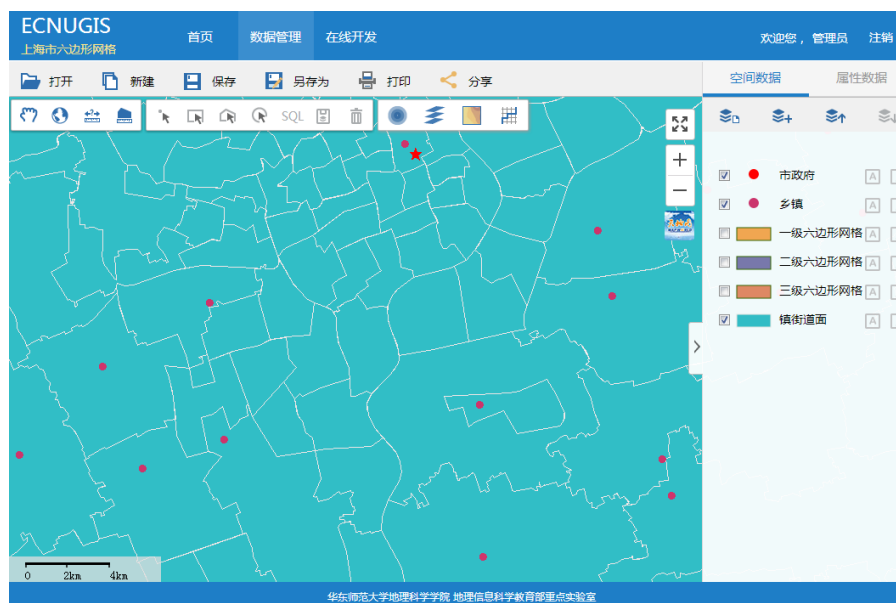 ECNUGIS
上海市六边形网格
首页 数据管理 在线开发 欢迎您， 管理员 注销
打开 新建 保存 另存为 打印 分享
空间数据 属性数据
SQL
市政府 A
乡镇 A
一级六边形网格 A
二级六边形网格 A
三级六边形网格 A
镇街道面 A
0 2km 4km
华东师范大学地理科学学院 地理信息科学教育部重点实验室